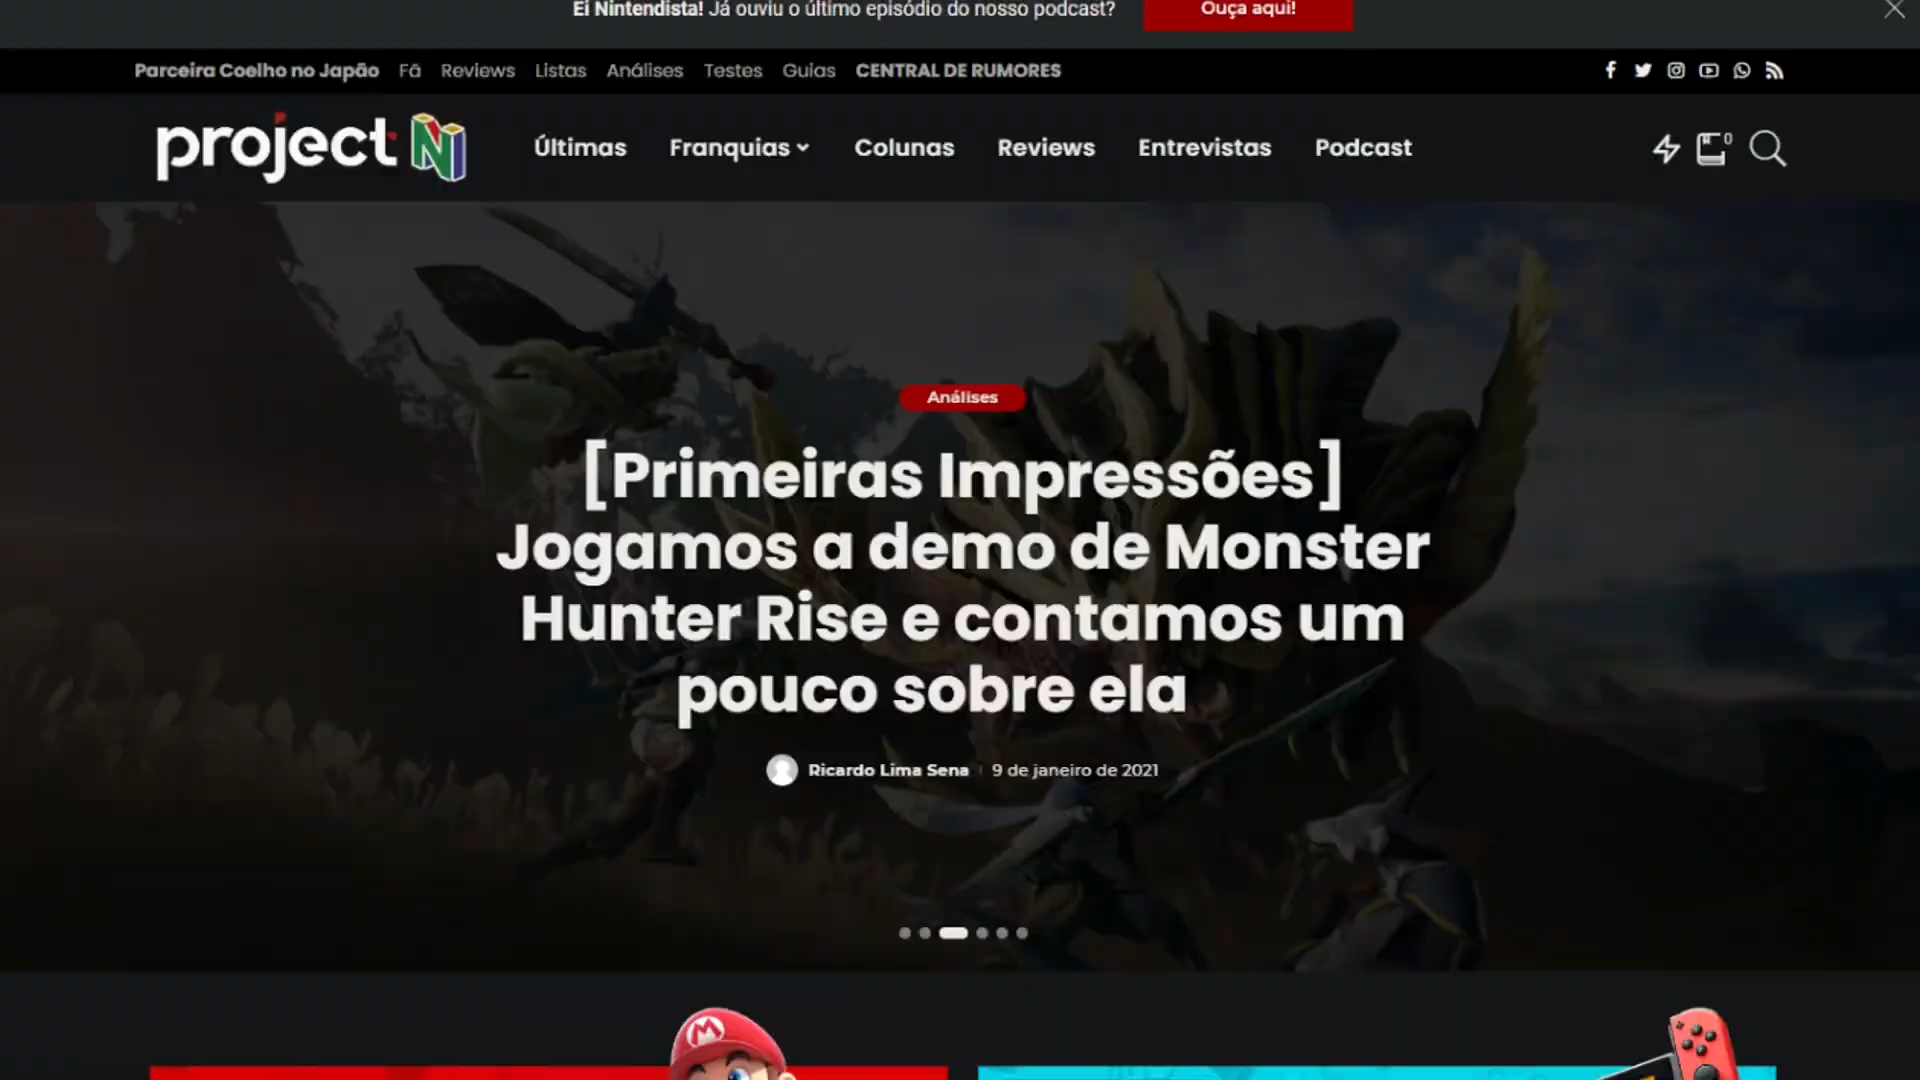 Ei Nintendista! Já ouviu o último episódio do nosso podcast? Ouça aqui!
Parceira Coelho no Japão Fã Reviews Listas Análises Testes Guias CENTRAL DE RUMORES
project N Últimas Franquias Colunas Reviews Entrevistas Podcast 0
Análises
[Primeiras Impressões]
Jogamos a demo de Monster
Hunter Rise e contamos um
pouco sobre ela
Ricardo Lima Sena 9 de janeiro de 2021
M